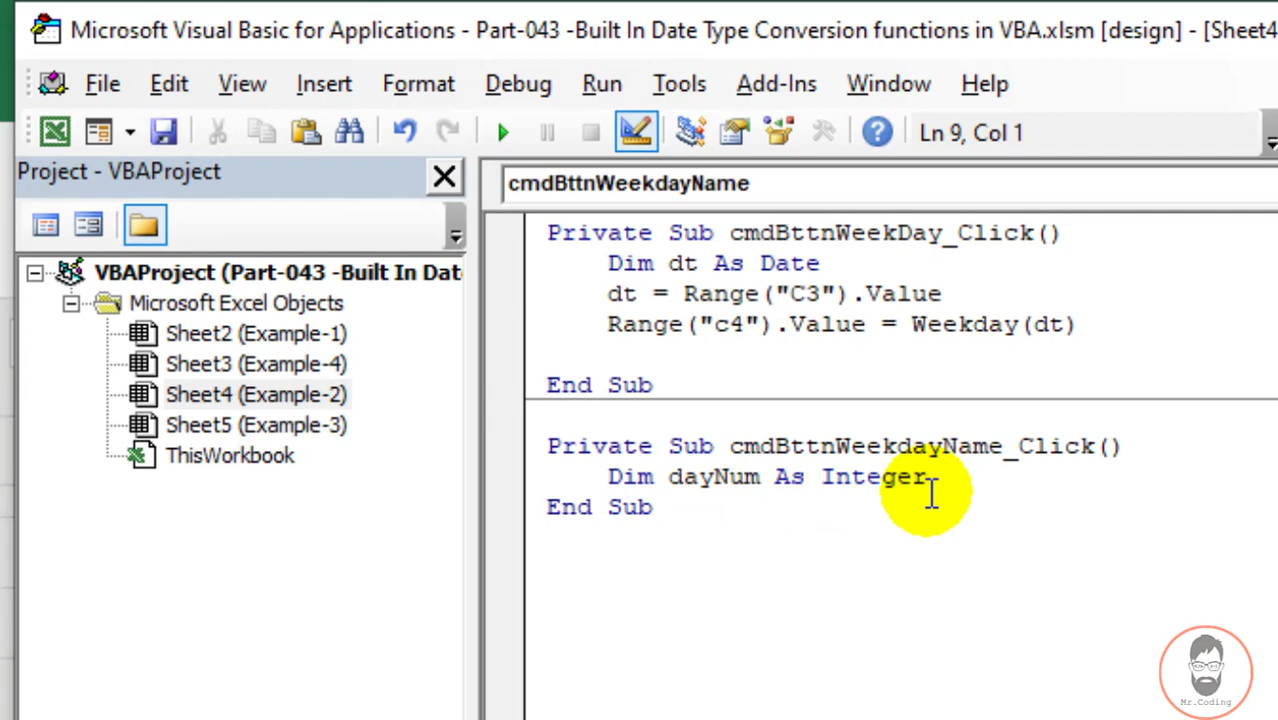 Microsoft Visual Basic for Applications - Part-043 -Built In Date Type Conversion functions in VBA.xlsm [design] - [Sheet4
File Edit View Insert Format Debug Run Tools Add-Ins Window Help
Ln 9, Col 1
Project - VBAProject
VBAProject (Part-043 -Built In Dat
Microsoft Excel Objects
Sheet2 (Example-1)
Sheet3 (Example-4)
Sheet4 (Example-2)
Sheet5 (Example-3)
ThisWorkbook
cmdBttnWeekdayName
Private Sub cmdBttnWeekDay_Click()
Dim dt As Date
dt = Range("C3").Value
Range("c4").Value = Weekday(dt)
End Sub
Private Sub cmdBttnWeekdayName_Click()
Dim dayNum As Integer
End Sub
Mr.Coding